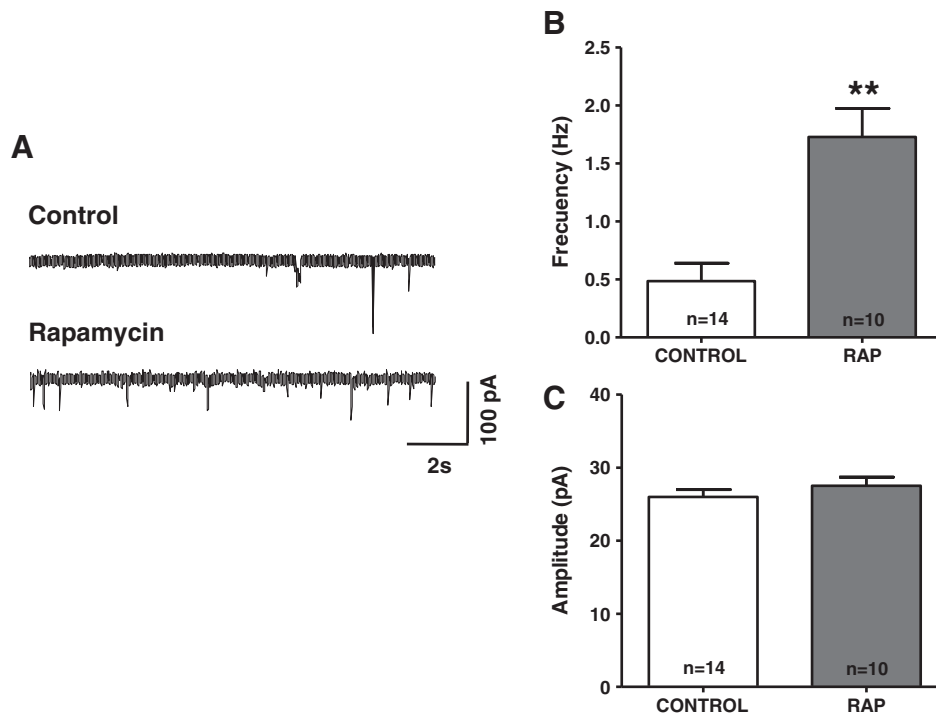 A
Control
Rapamycin
100 pA
2s
B
Frecuency (Hz)
2.5
2.0
1.5
1.0
0.5
0.0
**
n=14
n=10
CONTROL
RAP
C
Amplitude (pA)
40
30
20
10
0
n=14
n=10
CONTROL
RAP